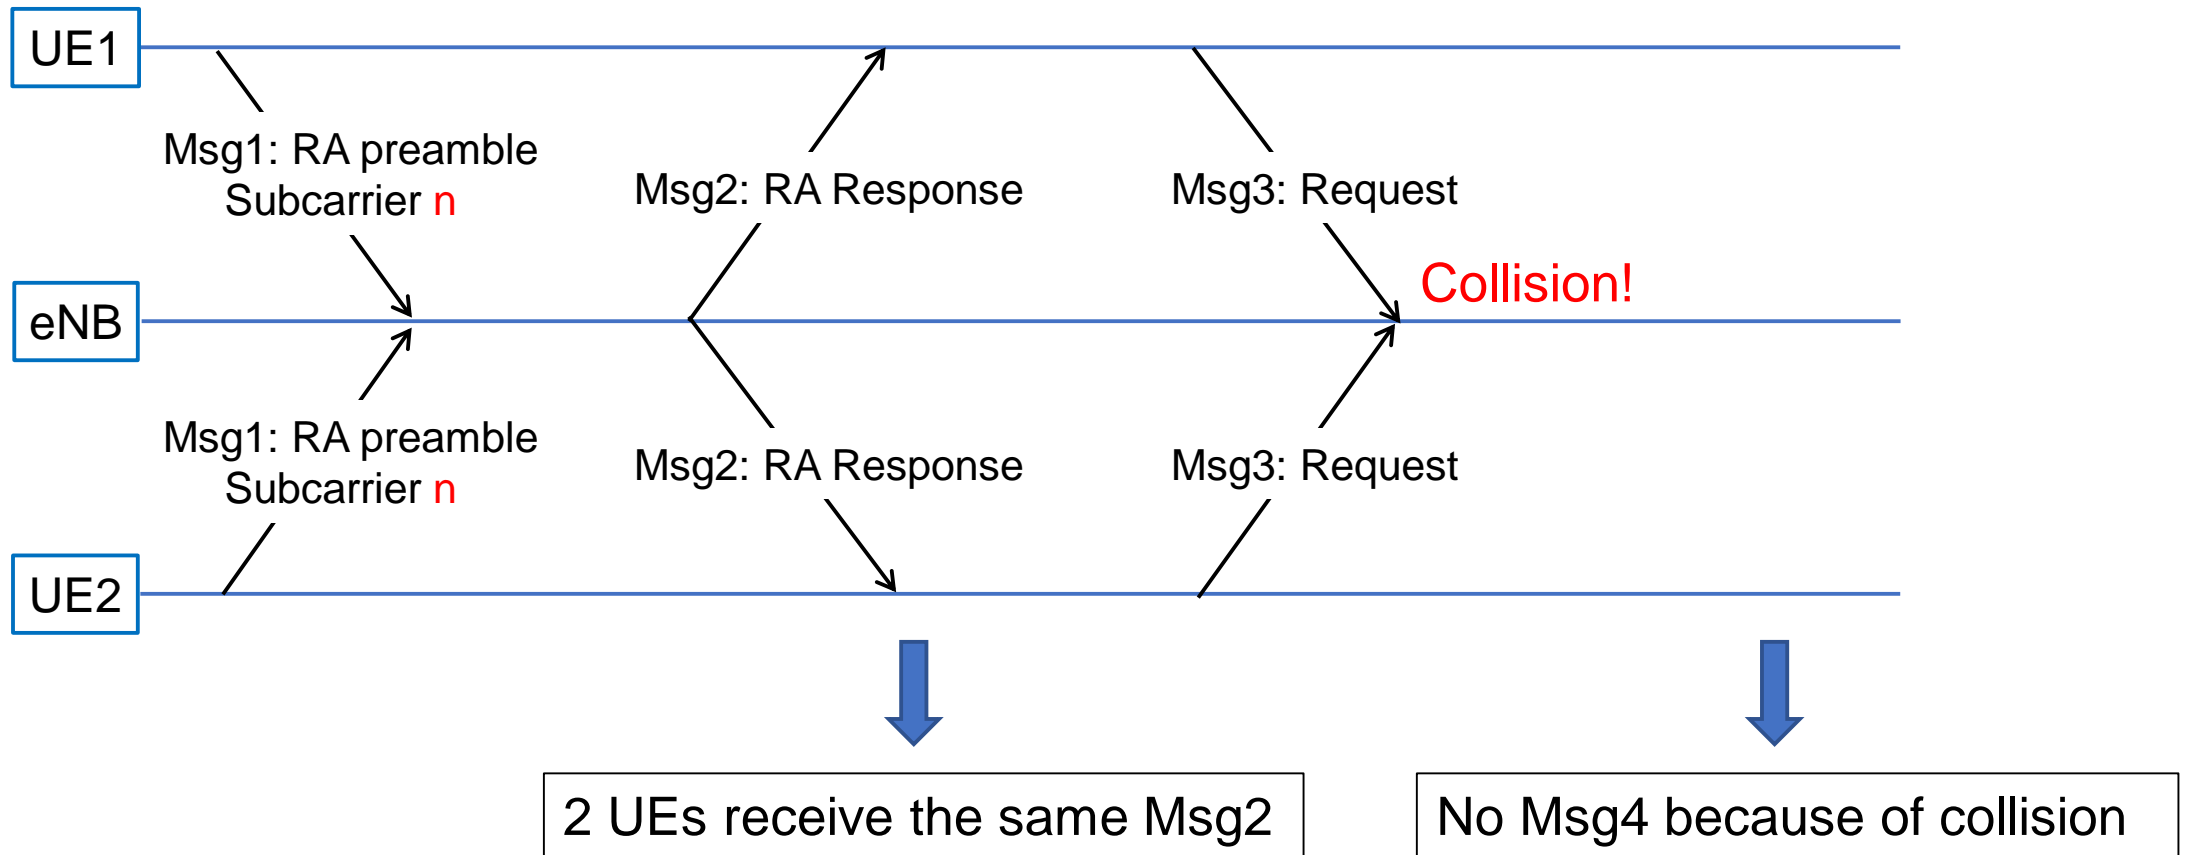 UE1
Msg1: RA preamble
Subcarrier n
Msg2: RA Response
Msg3: Request
Collision!
eNB
Msg1: RA preamble
Subcarrier n
Msg2: RA Response
Msg3: Request
UE2
2 UEs receive the same Msg2
No Msg4 because of collision